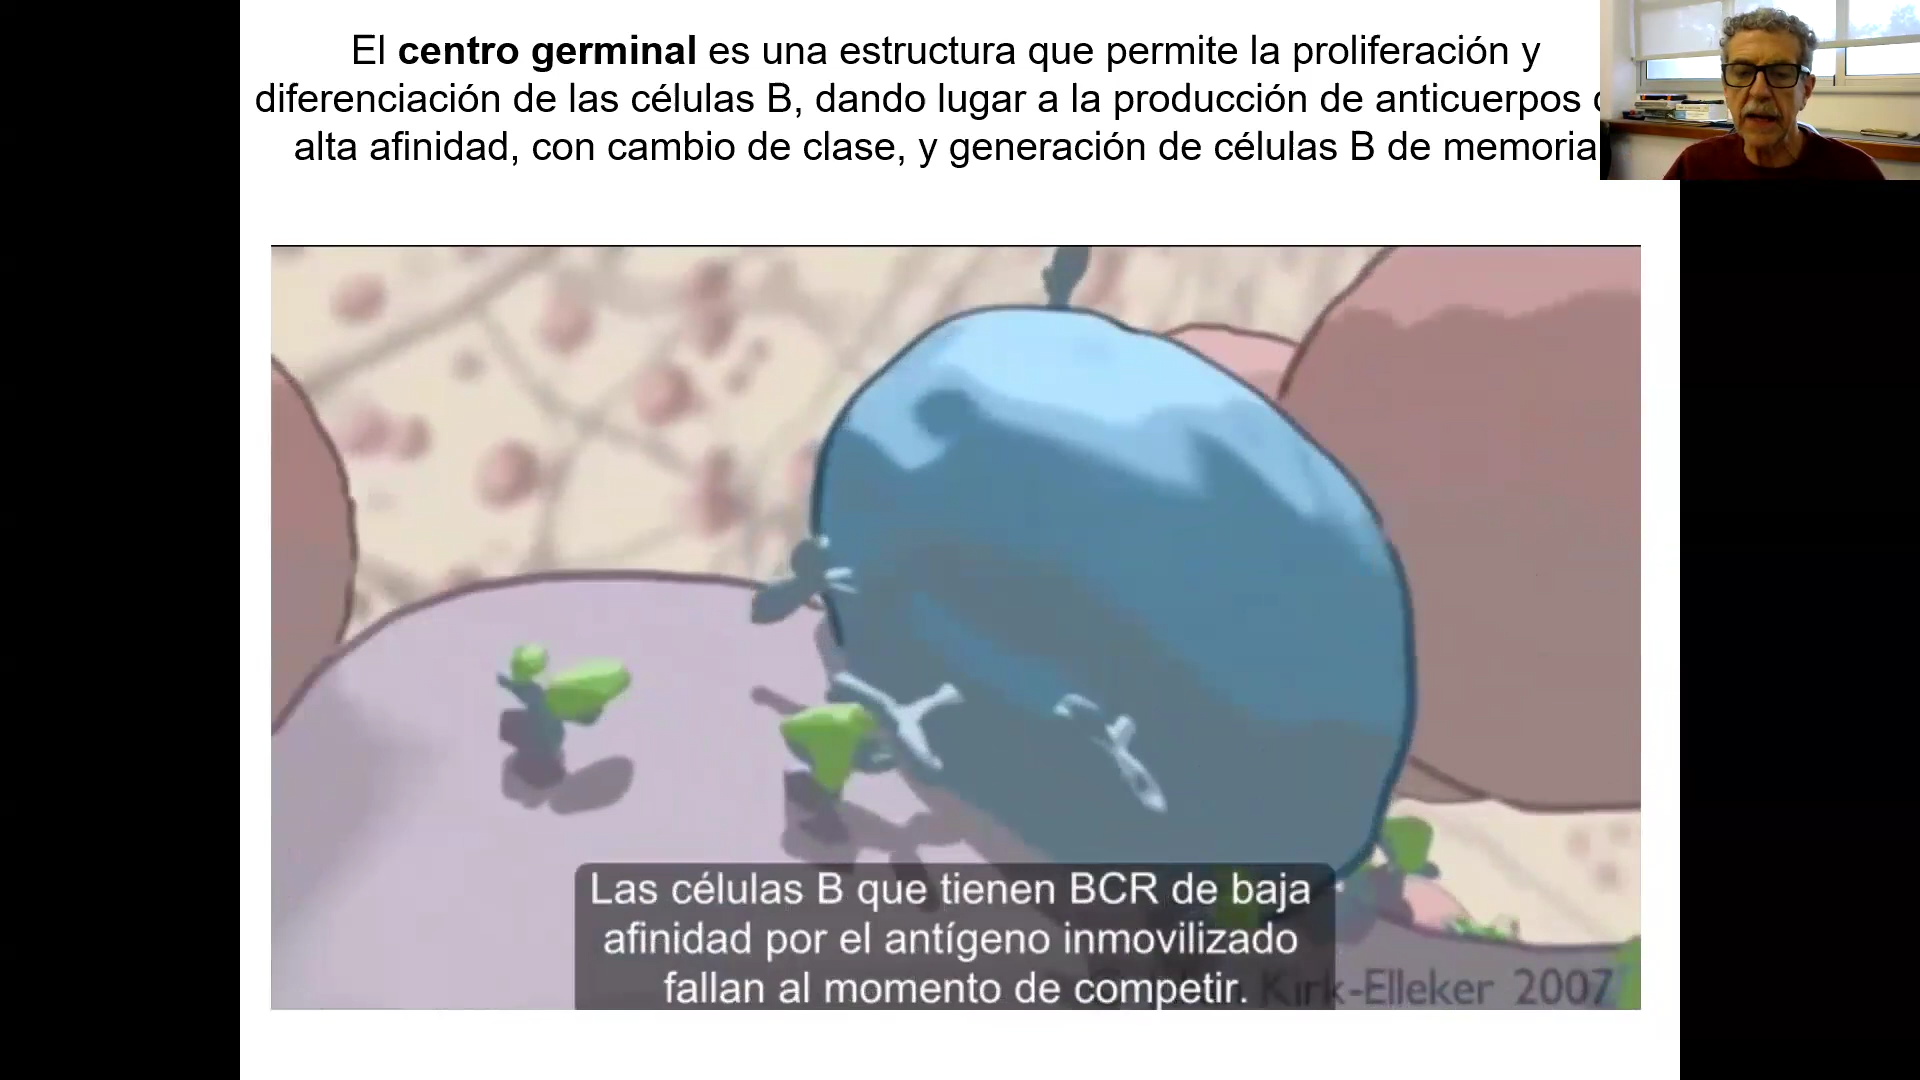 El centro germinal es una estructura que permite la proliferación y
diferenciación de las células B, dando lugar a la producción de anticuerpos
alta afinidad, con cambio de clase, y generación de células B de memoria
Las células B que tienen BCR de baja
afinidad por el antígeno inmovilizado
fallan al momento de competir.
Kirk-Elleker 2007